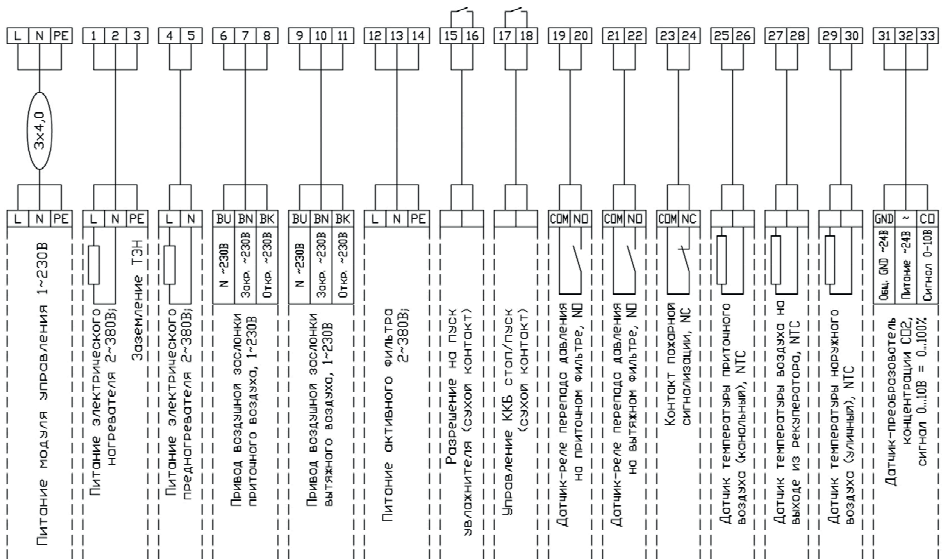 L N PE 1 2 3 4 5 6 7 8 9 10 11 12 13 14 15 16 17 18 19 20 21 22 23 24 25 26 27 28 29 30 31 32 33
3x4,0
L N PE L N PE L N BU BN BK BU BN BK L N PE COM NO COM NO COM NC GND ~ CO
Питание модуля управления 1~230В
Питание электрического
нагревателя 2~380В;
Заземление ТЭН
Питание электрического
преднагревателя 2~380В;
N ~230В
Закр. ~230В
Откр. ~230В
Привод воздушной заслонки
приточного воздуха, 1~230В
N ~230В
Закр. ~230В
Откр. ~230В
Привод воздушной заслонки
вытяжного воздуха, 1~230В
Питание активного фильтра
2~380В;
Разрешение на пуск
увлажнителя (сухой контакт)
Управление ККБ стоп/пуск
(сухой контакт)
Датчик-реле перепада давления
на приточном фильтре, NO
Датчик-реле перепада давления
на вытяжном фильтре, NO
Контакт пожарной
сигнализации, NC
Датчик температуры приточного
воздуха (канальный), NTC
Датчик температуры воздуха на
выходе из рекуператора, NTC
Датчик температуры наружного
воздуха (уличный), NTC
Общ. GND ~24В
Питание ~24В
Сигнал 0-10В
Датчик-преобразователь
концентрации СО2,
сигнал 0...10В = 0...100%